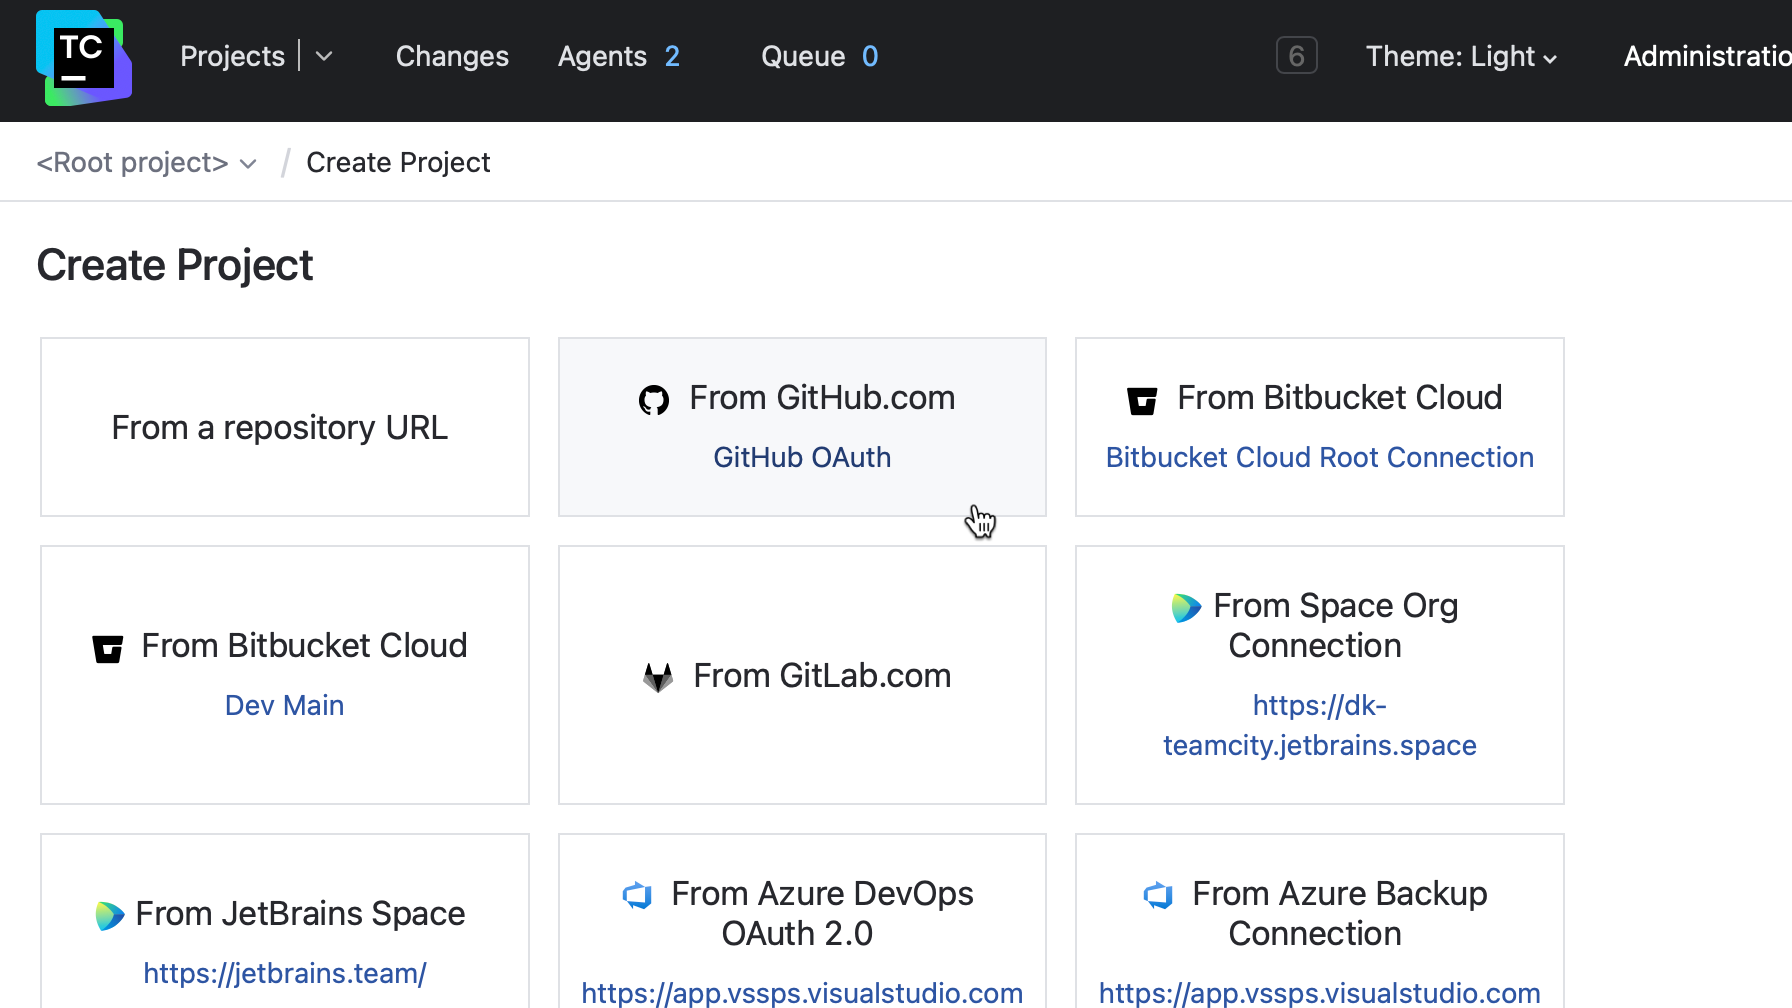 TC
Projects
Changes
Agents 2
Queue 0
6
Theme: Light
Administratio
<Root project> / Create Project
Create Project
From a repository URL
From GitHub.com
GitHub OAuth
From Bitbucket Cloud
Bitbucket Cloud Root Connection
From Bitbucket Cloud
Dev Main
From GitLab.com
From Space Org
Connection
https://dk-
teamcity.jetbrains.space
From JetBrains Space
https://jetbrains.team/
From Azure DevOps
OAuth 2.0
https://app.vssps.visualstudio.com
From Azure Backup
Connection
https://app.vssps.visualstudio.com